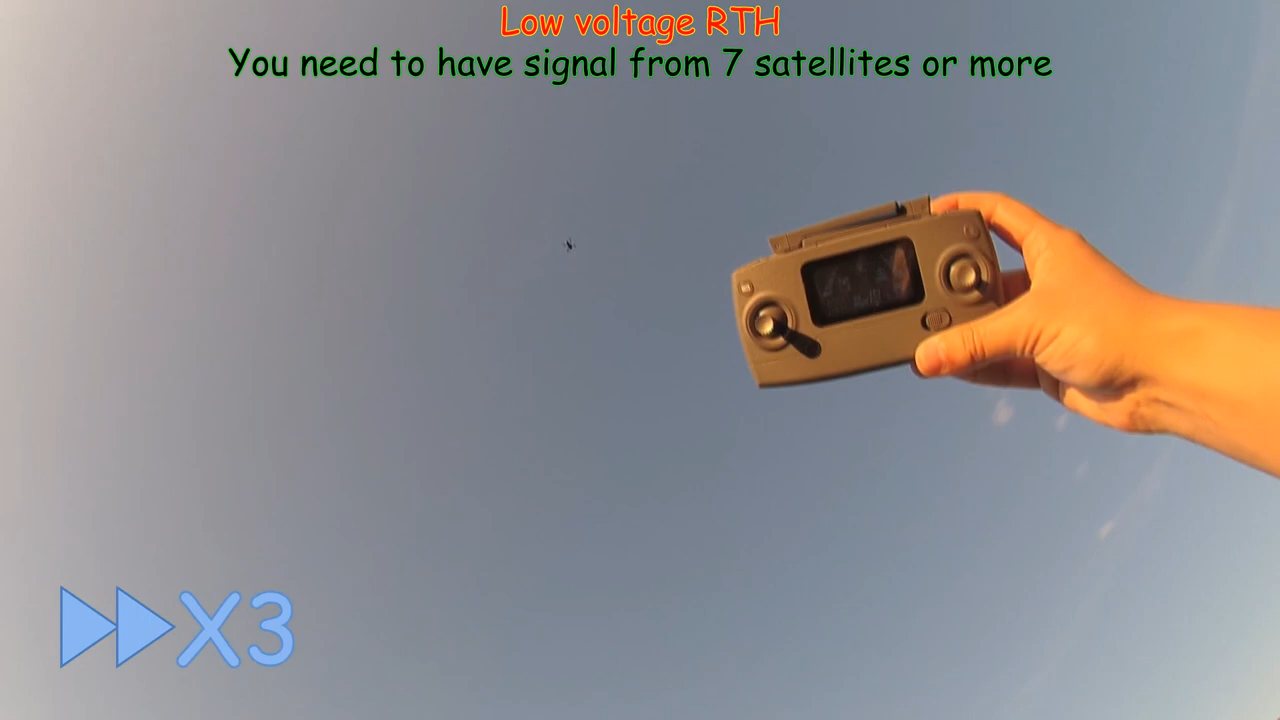 Low voltage RTH
You need to have signal from 7 satellites or more
X3